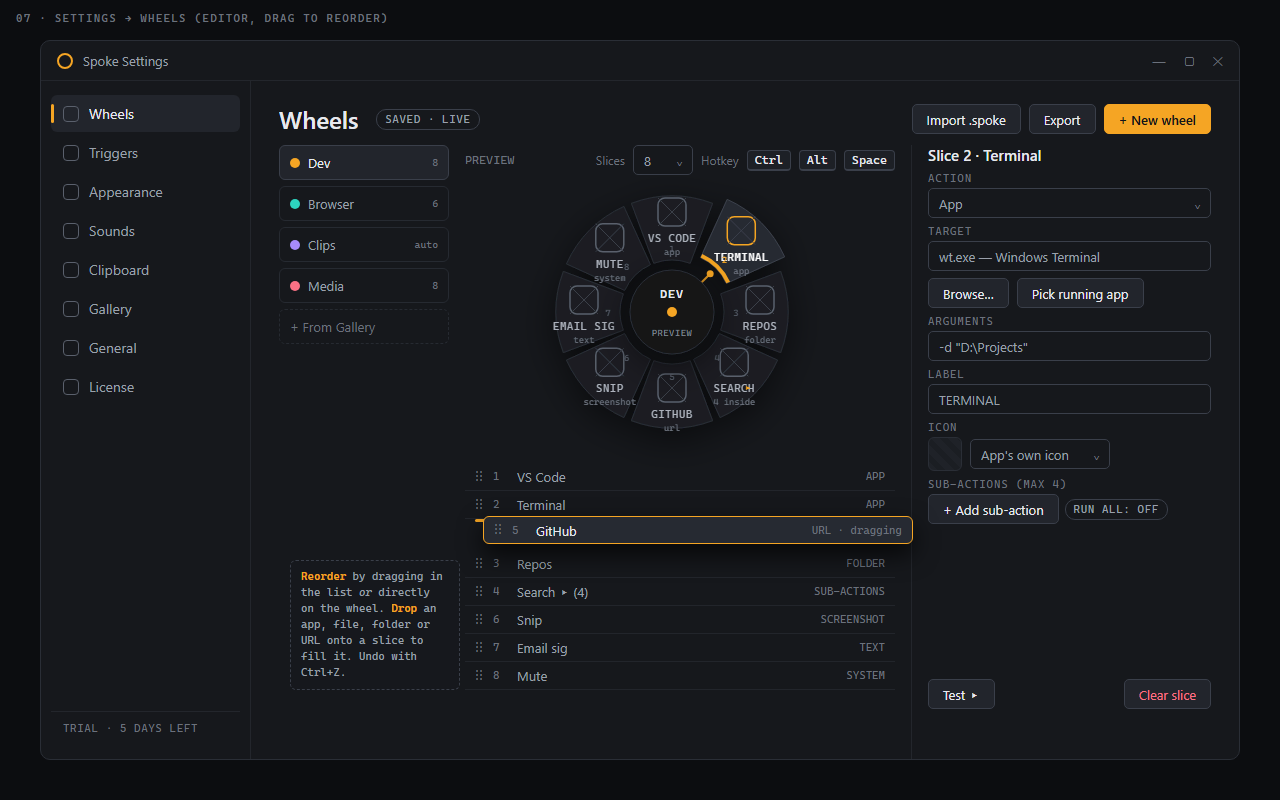 07 · SETTINGS → WHEELS (EDITOR, DRAG TO REORDER)
Spoke Settings
Wheels
Triggers
Appearance
Sounds
Clipboard
Gallery
General
License
TRIAL · 5 DAYS LEFT
Wheels
SAVED · LIVE
Import .spoke
Export
+ New wheel
Dev 8
Browser 6
Clips auto
Media 8
+ From Gallery
Reorder by dragging in
the list or directly
on the wheel. Drop an
app, file, folder or
URL onto a slice to
fill it. Undo with
Ctrl+Z.
PREVIEW
Slices 8
Hotkey Ctrl Alt Space
VS CODE
app
1
TERMINAL
app
2
3
REPOS
folder
4
SEARCH
4 inside
5
GITHUB
url
6
SNIP
screenshot
7
EMAIL SIG
text
8
MUTE
system
DEV
PREVIEW
1 VS Code APP
2 Terminal APP
5 GitHub URL · dragging
3 Repos FOLDER
4 Search ▸ (4) SUB-ACTIONS
6 Snip SCREENSHOT
7 Email sig TEXT
8 Mute SYSTEM
Slice 2 · Terminal
ACTION
App
TARGET
wt.exe — Windows Terminal
Browse…
Pick running app
ARGUMENTS
-d "D:\Projects"
LABEL
TERMINAL
ICON
App's own icon
SUB-ACTIONS (MAX 4)
+ Add sub-action
RUN ALL: OFF
Test ▸
Clear slice